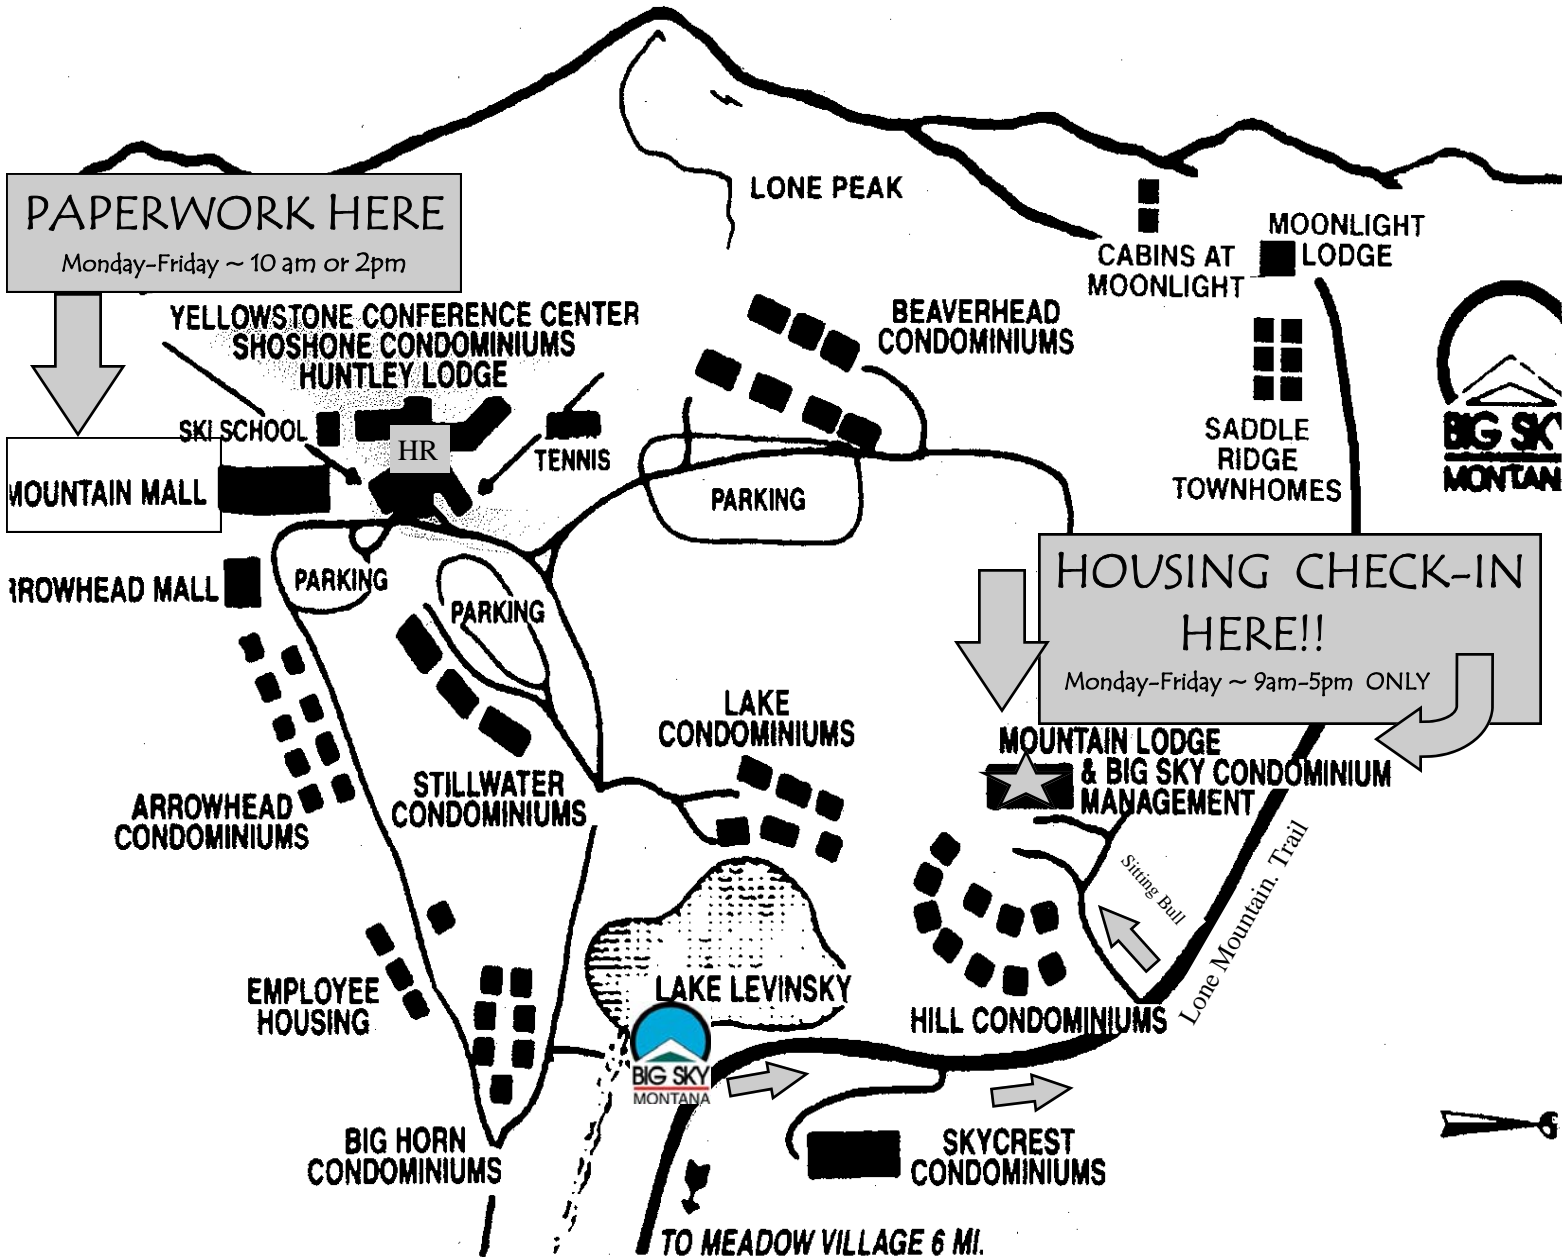 LONE PEAK
PAPERWORK HERE
Monday-Friday ~ 10 am or 2pm
CABINS AT
MOONLIGHT
MOONLIGHT
LODGE
YELLOWSTONE CONFERENCE CENTER
SHOSHONE CONDOMINIUMS
HUNTLEY LODGE
BEAVERHEAD
CONDOMINIUMS
SKI SCHOOL
HR
TENNIS
SADDLE
RIDGE
TOWNHOMES
BIG SK
MONTAN
MOUNTAIN MALL
PARKING
RROWHEAD MALL
PARKING
PARKING
HOUSING CHECK-IN
HERE!!
Monday-Friday ~ 9am-5pm ONLY
LAKE
CONDOMINIUMS
MOUNTAIN LODGE
& BIG SKY CONDOMINIUM
MANAGEMENT
ARROWHEAD
CONDOMINIUMS
STILLWATER
CONDOMINIUMS
Sitting Bull
Lone Mountain. Trail
EMPLOYEE
HOUSING
LAKE LEVINSKY
HILL CONDOMINIUMS
BIG SKY
MONTANA
BIG HORN
CONDOMINIUMS
SKYCREST
CONDOMINIUMS
TO MEADOW VILLAGE 6 MI.